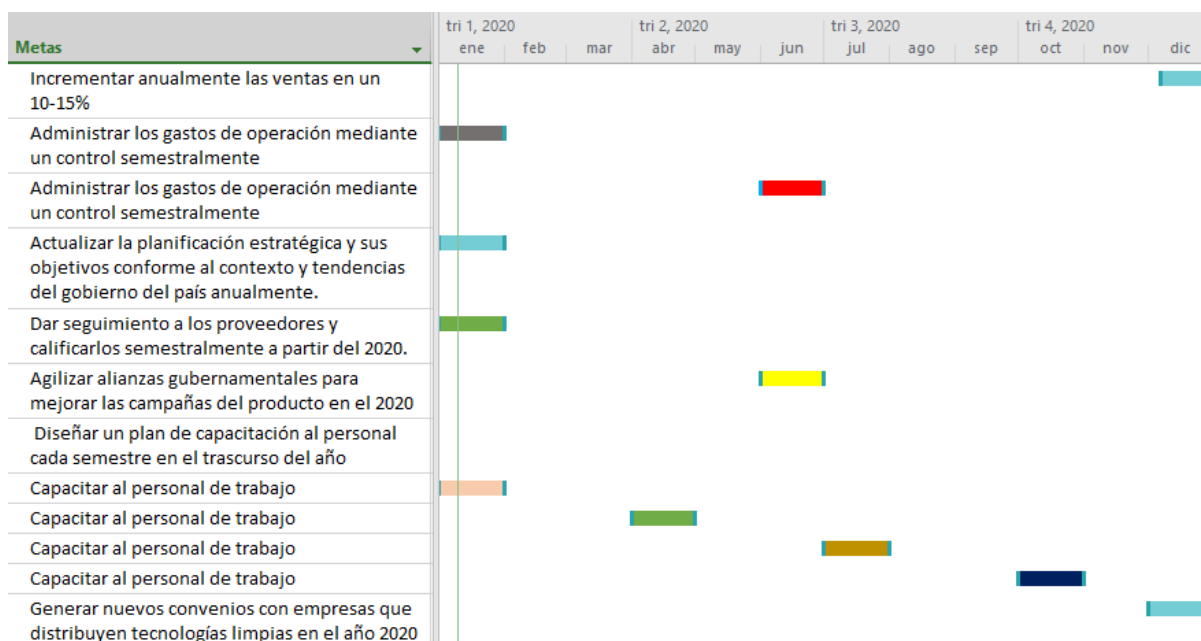 tri 1, 2020 tri 2, 2020 tri 3, 2020 tri 4, 2020
Metas ene feb mar abr may jun jul ago sep oct nov dic
Incrementar anualmente las ventas en un
10-15%
Administrar los gastos de operación mediante
un control semestralmente
Administrar los gastos de operación mediante
un control semestralmente
Actualizar la planificación estratégica y sus
objetivos conforme al contexto y tendencias
del gobierno del país anualmente.
Dar seguimiento a los proveedores y
calificarlos semestralmente a partir del 2020.
Agilizar alianzas gubernamentales para
mejorar las campañas del producto en el 2020
Diseñar un plan de capacitación al personal
cada semestre en el trascurso del año
Capacitar al personal de trabajo
Capacitar al personal de trabajo
Capacitar al personal de trabajo
Capacitar al personal de trabajo
Generar nuevos convenios con empresas que
distribuyen tecnologías limpias en el año 2020